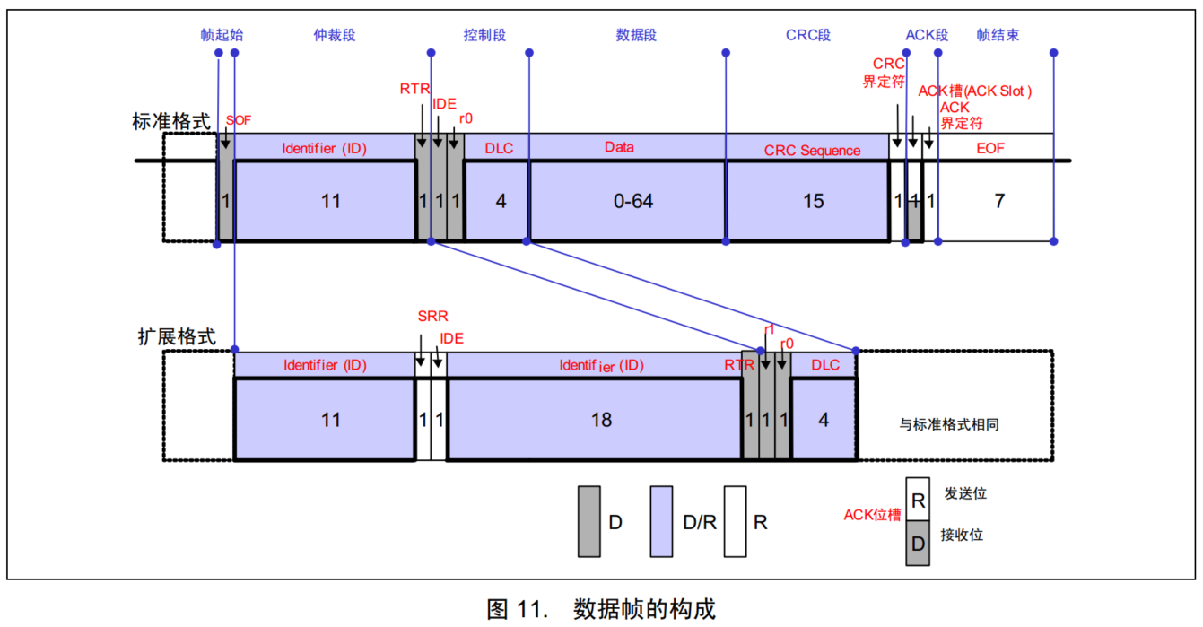 帧起始 仲裁段 控制段 数据段 CRC段 ACK段 帧结束
CRC
界定符
RTR
IDE
r0
ACK槽(ACK Slot)
ACK
界定符
标准格式
SOF
Identifier (ID) DLC Data CRC Sequence EOF
1 11 1 1 1 4 0-64 15 1 1 1 7
扩展格式
SRR
IDE
r1
r0
Identifier (ID) Identifier (ID) RTR DLC
11 1 1 18 1 1 1 4 与标准格式相同
D D/R R
ACK位槽
R 发送位
D 接收位
图 11. 数据帧的构成